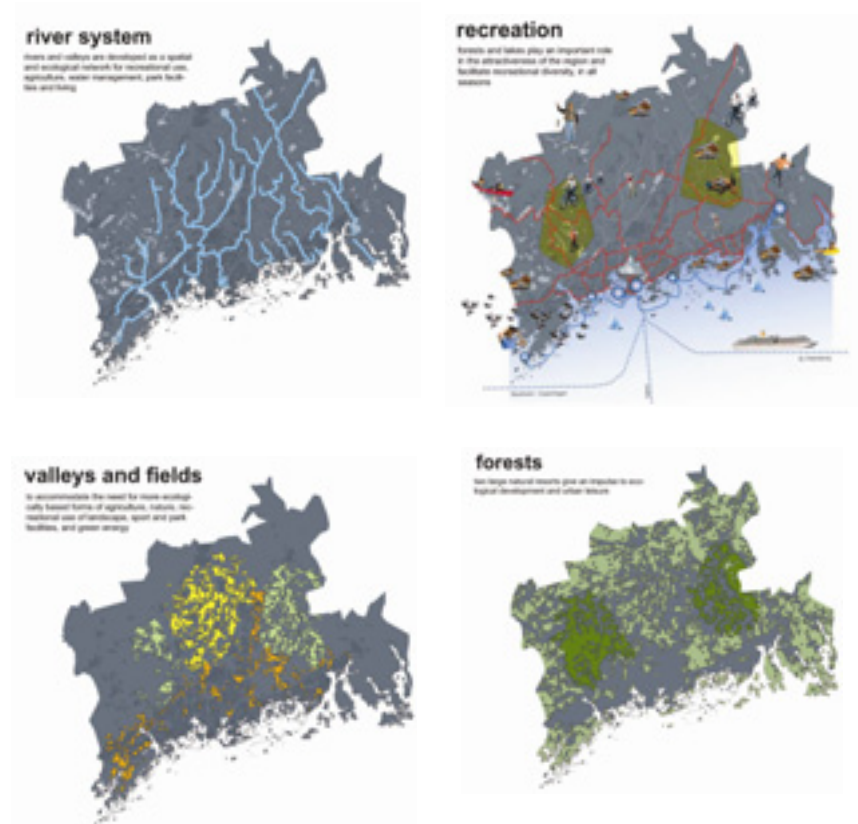 river system
rivers and valleys are developed as a spatial
and ecological network for recreational use,
agriculture, water management, park facili-
ties and living
recreation
forests and lakes play an important role
in the attractiveness of the region and
facilitate recreational diversity, in all
seasons
valleys and fields
to accommodate the need for more ecologi-
cally based forms of agriculture, nature, rec-
reational use of landscape, sport and park
facilities, and green energy
forests
two large natural resorts give an impulse to eco-
logical development and urban leisure